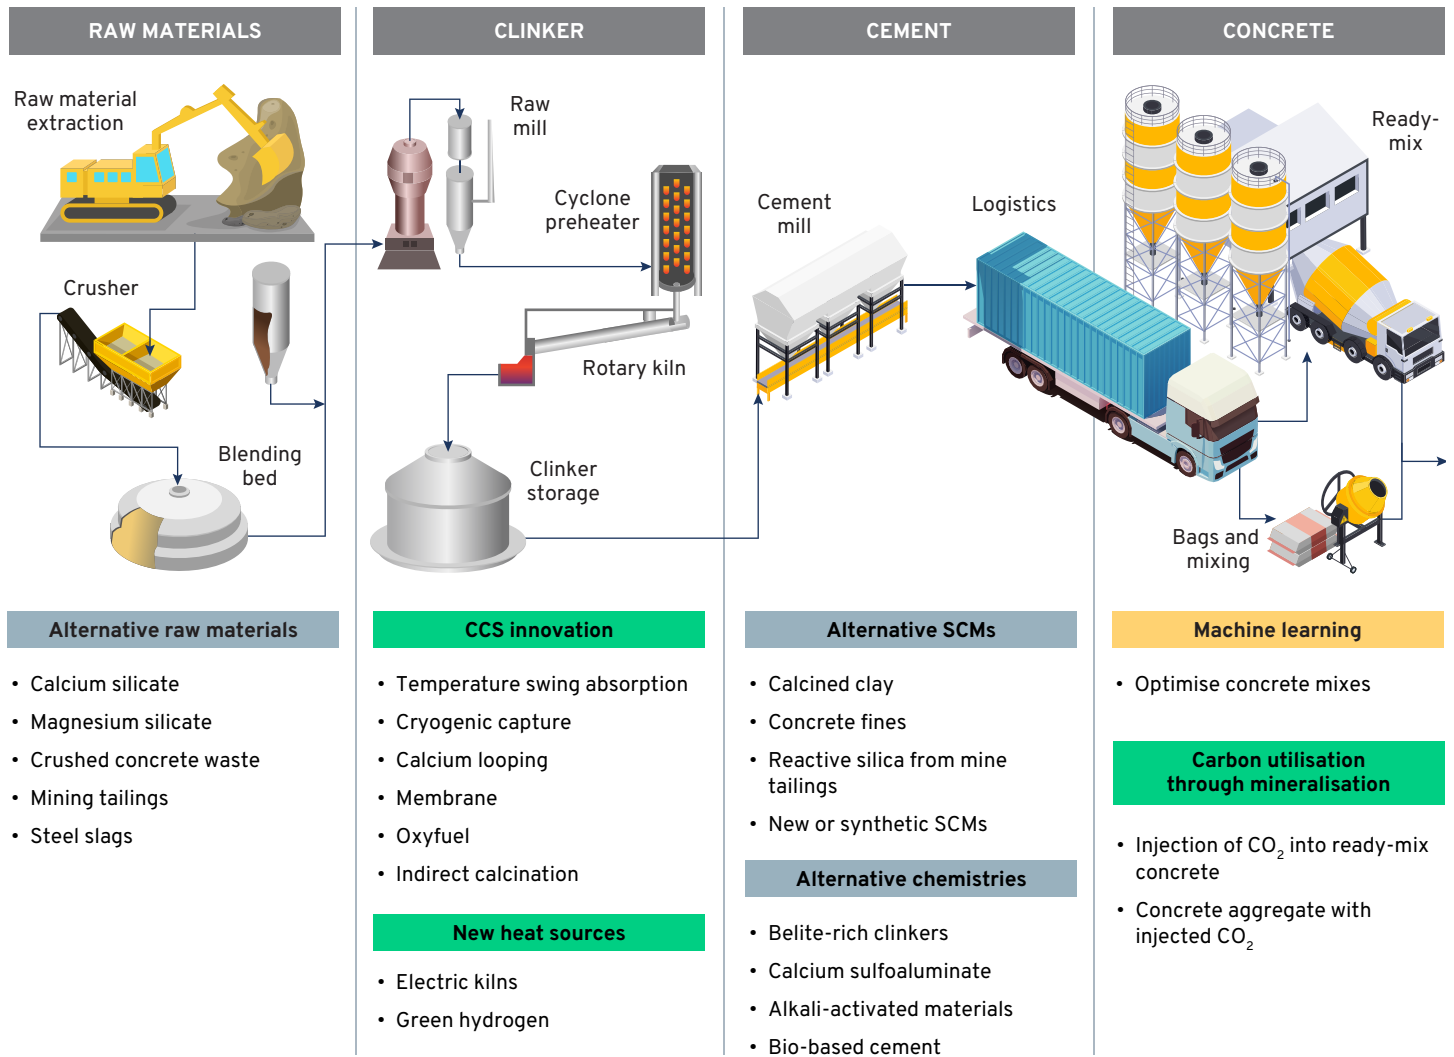 RAW MATERIALS
Raw material
extraction
Crusher
Blending
bed
Alternative raw materials
• Calcium silicate
• Magnesium silicate
• Crushed concrete waste
• Mining tailings
• Steel slags
CLINKER
Raw
mill
Cyclone
preheater
Rotary kiln
Clinker
storage
CCS innovation
• Temperature swing absorption
• Cryogenic capture
• Calcium looping
• Membrane
• Oxyfuel
• Indirect calcination
New heat sources
• Electric kilns
• Green hydrogen
CEMENT
Cement
mill
Logistics
Alternative SCMs
• Calcined clay
• Concrete fines
• Reactive silica from mine
tailings
• New or synthetic SCMs
Alternative chemistries
• Belite-rich clinkers
• Calcium sulfoaluminate
• Alkali-activated materials
• Bio-based cement
CONCRETE
Ready-
mix
Bags and
mixing
Machine learning
• Optimise concrete mixes
Carbon utilisation
through mineralisation
• Injection of CO₂ into ready-mix
concrete
• Concrete aggregate with
injected CO₂